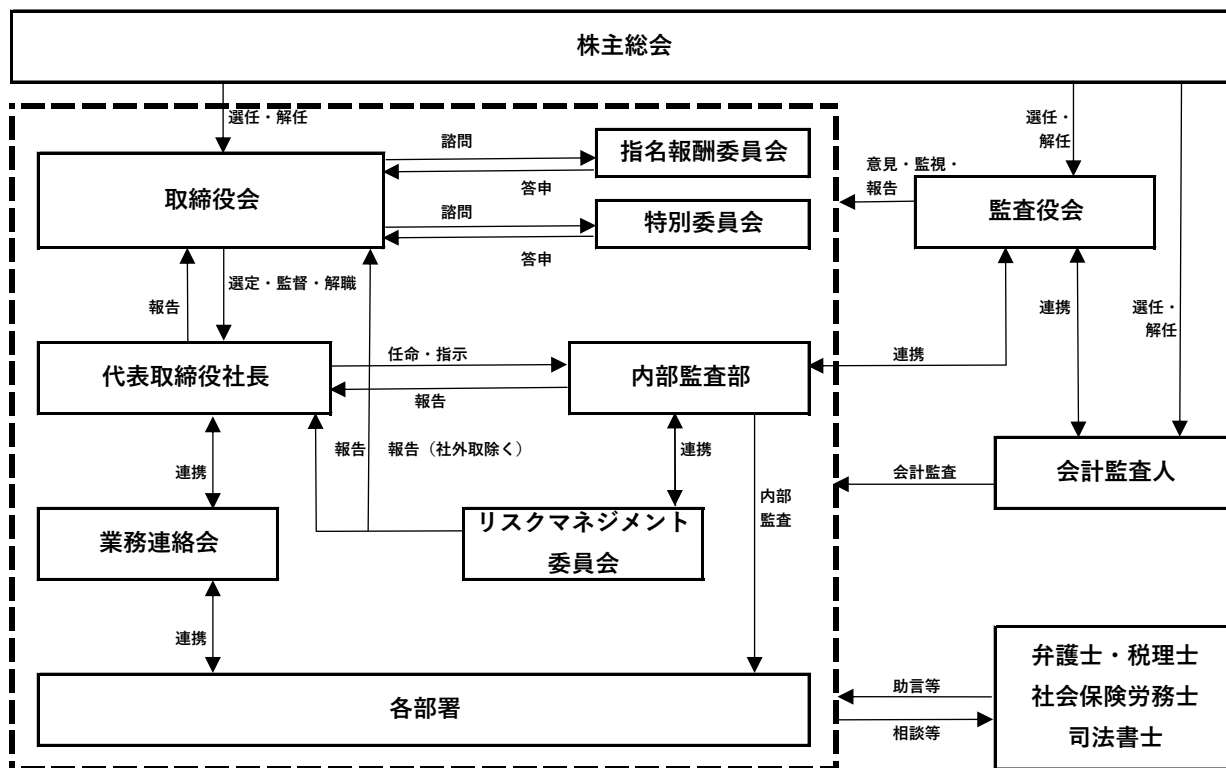 株主総会
選任・解任
諮問
指名報酬委員会
答申
取締役会
諮問
特別委員会
答申
選任・
解任
意見・監視・
報告
監査役会
選定・監督・解職
報告
連携
選任・
解任
代表取締役社長
任命・指示
報告
内部監査部
連携
報告
報告（社外取除く）
連携
連携
内部
監査
会計監査
会計監査人
業務連絡会
リスクマネジメント
委員会
連携
各部署
助言等
相談等
弁護士・税理士
社会保険労務士
司法書士